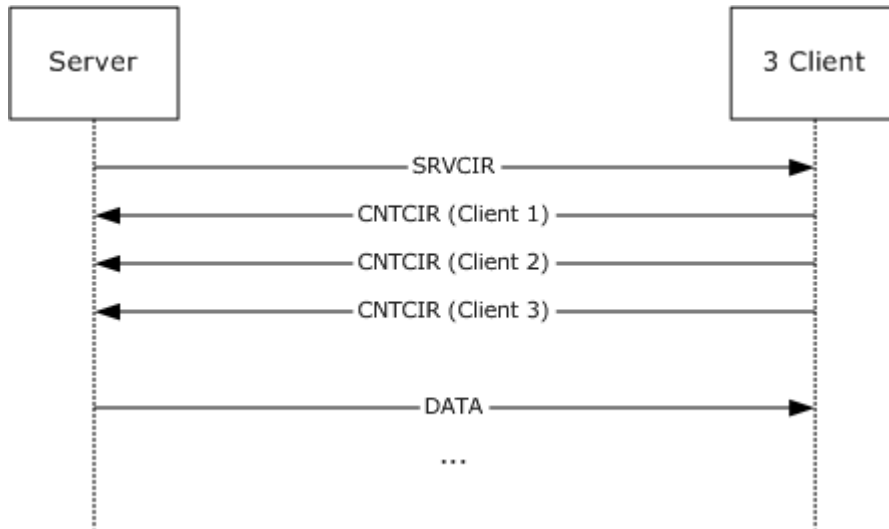 Server
3 Client
SRVCIR
CNTCIR (Client 1)
CNTCIR (Client 2)
CNTCIR (Client 3)
DATA
...